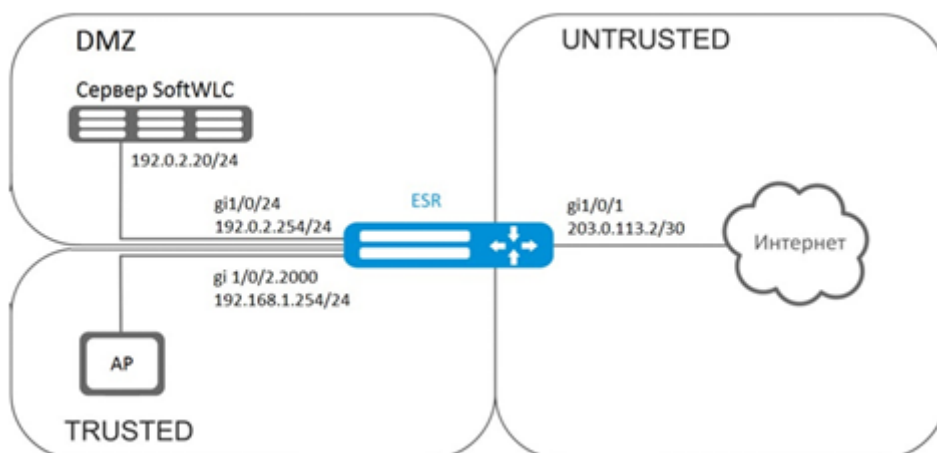 DMZ
UNTRUSTED
Сервер SoftWLC
192.0.2.20/24
gi1/0/24
192.0.2.254/24
ESR
gi1/0/1
203.0.113.2/30
Интернет
gi 1/0/2.2000
192.168.1.254/24
AP
TRUSTED